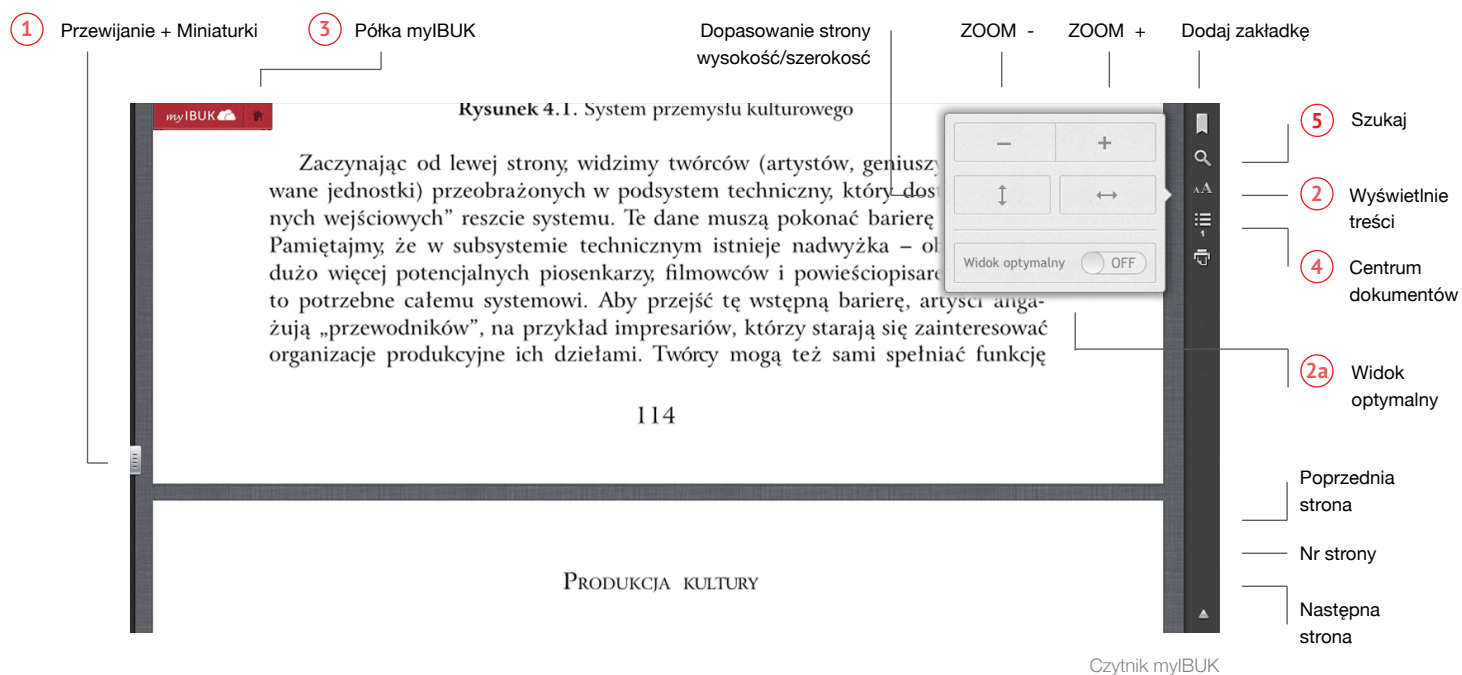 1 Przewijanie + Miniaturki
3 Półka myIBUK
Dopasowanie strony
wysokość/szerokosć
ZOOM -
ZOOM +
Dodaj zakładkę
myIBUK
Rysunek 4.1. System przemysłu kulturowego
Zaczynając od lewej strony, widzimy twórców (artystów, geniuszy
wane jednostki) przeobrażonych w podsystem techniczny, który dos
nych wejściowych” reszcie systemu. Te dane muszą pokonać barierę
Pamiętajmy, że w subsystemie technicznym istnieje nadwyżka – ob
dużo więcej potencjalnych piosenkarzy, filmowców i powieściopisare
to potrzebne całemu systemowi. Aby przejść tę wstępną barierę, artyści anga-
żują „przewodników”, na przykład impresariów, którzy starają się zainteresować
organizacje produkcyjne ich dziełami. Twórcy mogą też sami spełniać funkcję
114
Produkcja kultury
− +
Widok optymalny OFF
AA
1
5 Szukaj
2 Wyświetlnie
treści
4 Centrum
dokumentów
2a Widok
optymalny
Poprzednia
strona
Nr strony
Następna
strona
Czytnik myIBUK